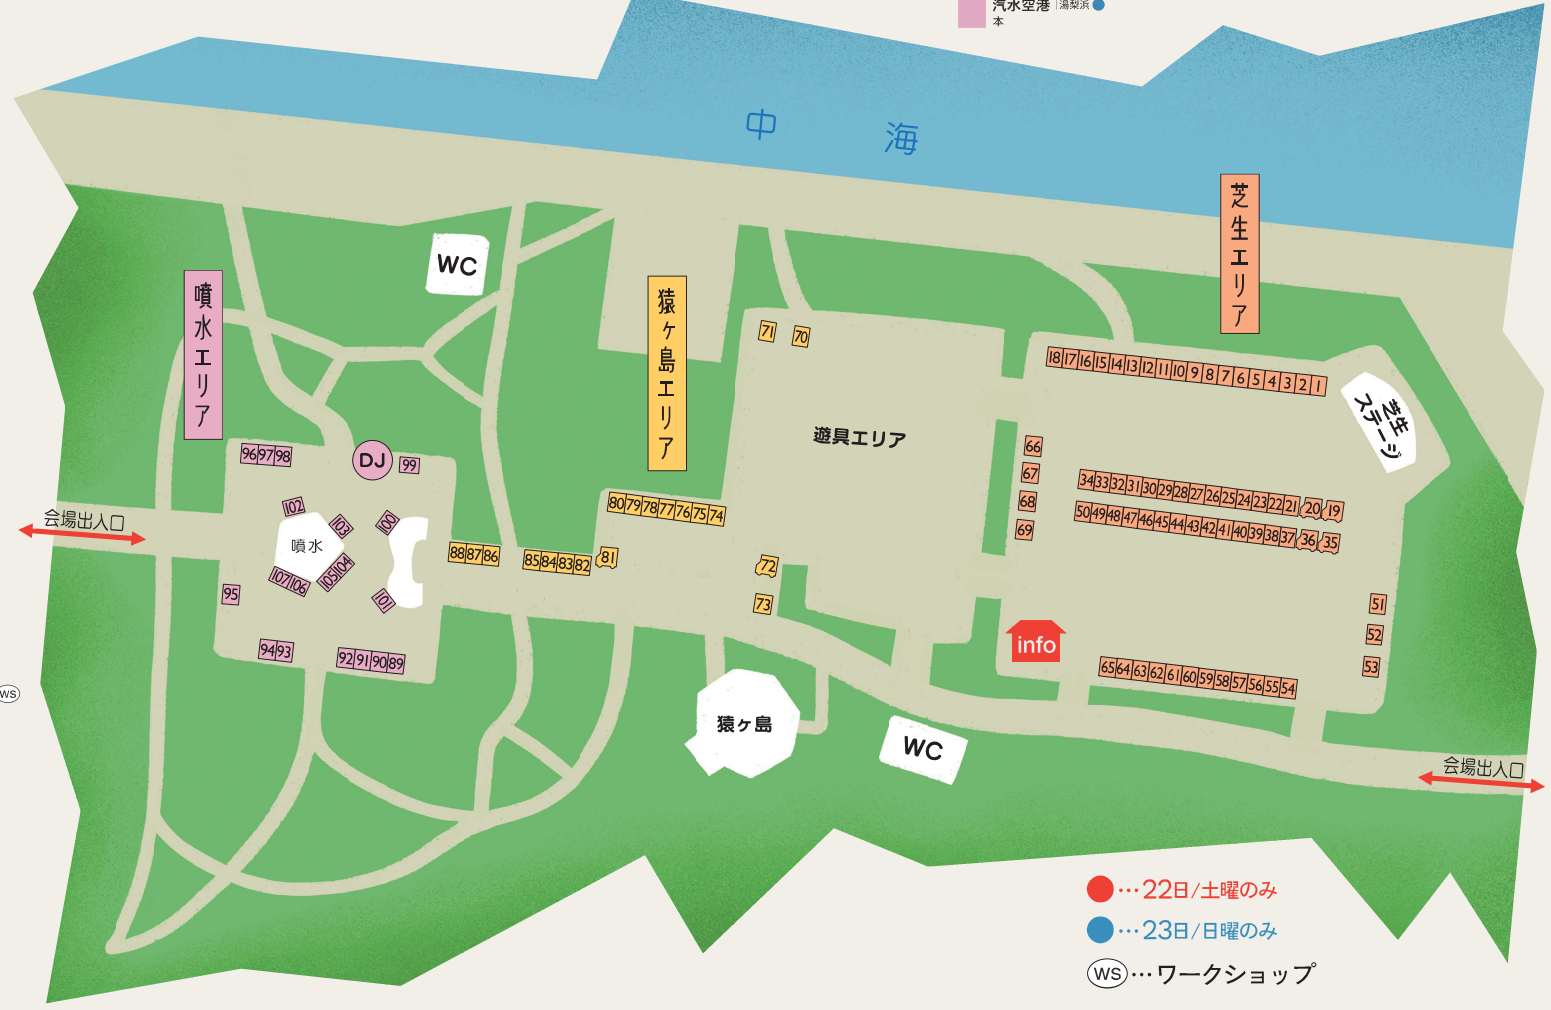 汽水空港 湯梨浜
本
中 海
芝生エリア
WC
噴水エリア
猿ヶ島エリア
71 70
18 17 16 15 14 13 12 11 10 9 8 7 6 5 4 3 2 1
芝生
ステージ
遊具エリア
96 97 98
DJ
99
66
67
68
69
34 33 32 31 30 29 28 27 26 25 24 23 22 21 20 19
50 49 48 47 46 45 44 43 42 41 40 39 38 37 36 35
80 79 78 77 76 75 74
会場出入口
102
103
100
噴水
107 106
105 104
101
88 87 86
85 84 83 82
81
72
73
95
51
52
53
94 93
92 91 90 89
info
65 64 63 62 61 60 59 58 57 56 55 54
WS
猿ヶ島
WC
会場出入口
…22日/土曜のみ
…23日/日曜のみ
WS…ワークショップ